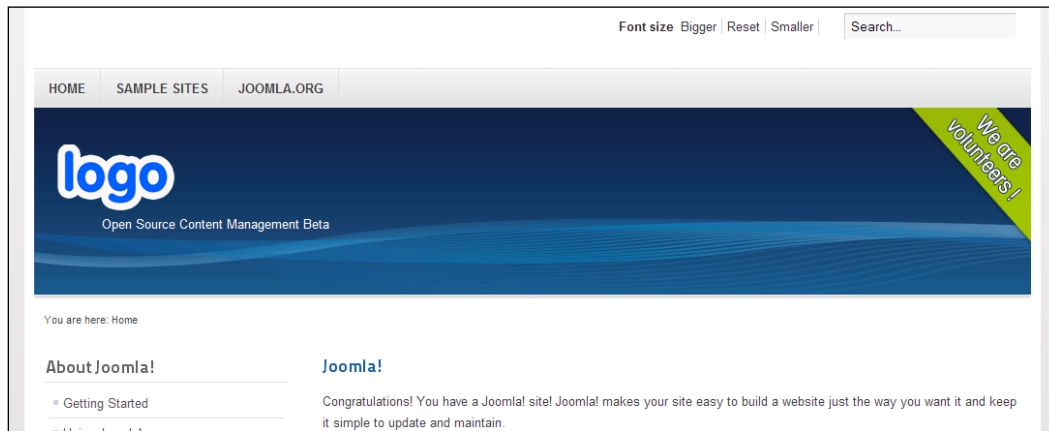 Font size Bigger Reset Smaller Search...
HOME SAMPLE SITES JOOMLA.ORG
We are
volunteers!
logo
Open Source Content Management Beta
You are here: Home
About Joomla!
Getting Started
Joomla!
Congratulations! You have a Joomla! site! Joomla! makes your site easy to build a website just the way you want it and keep
it simple to update and maintain.